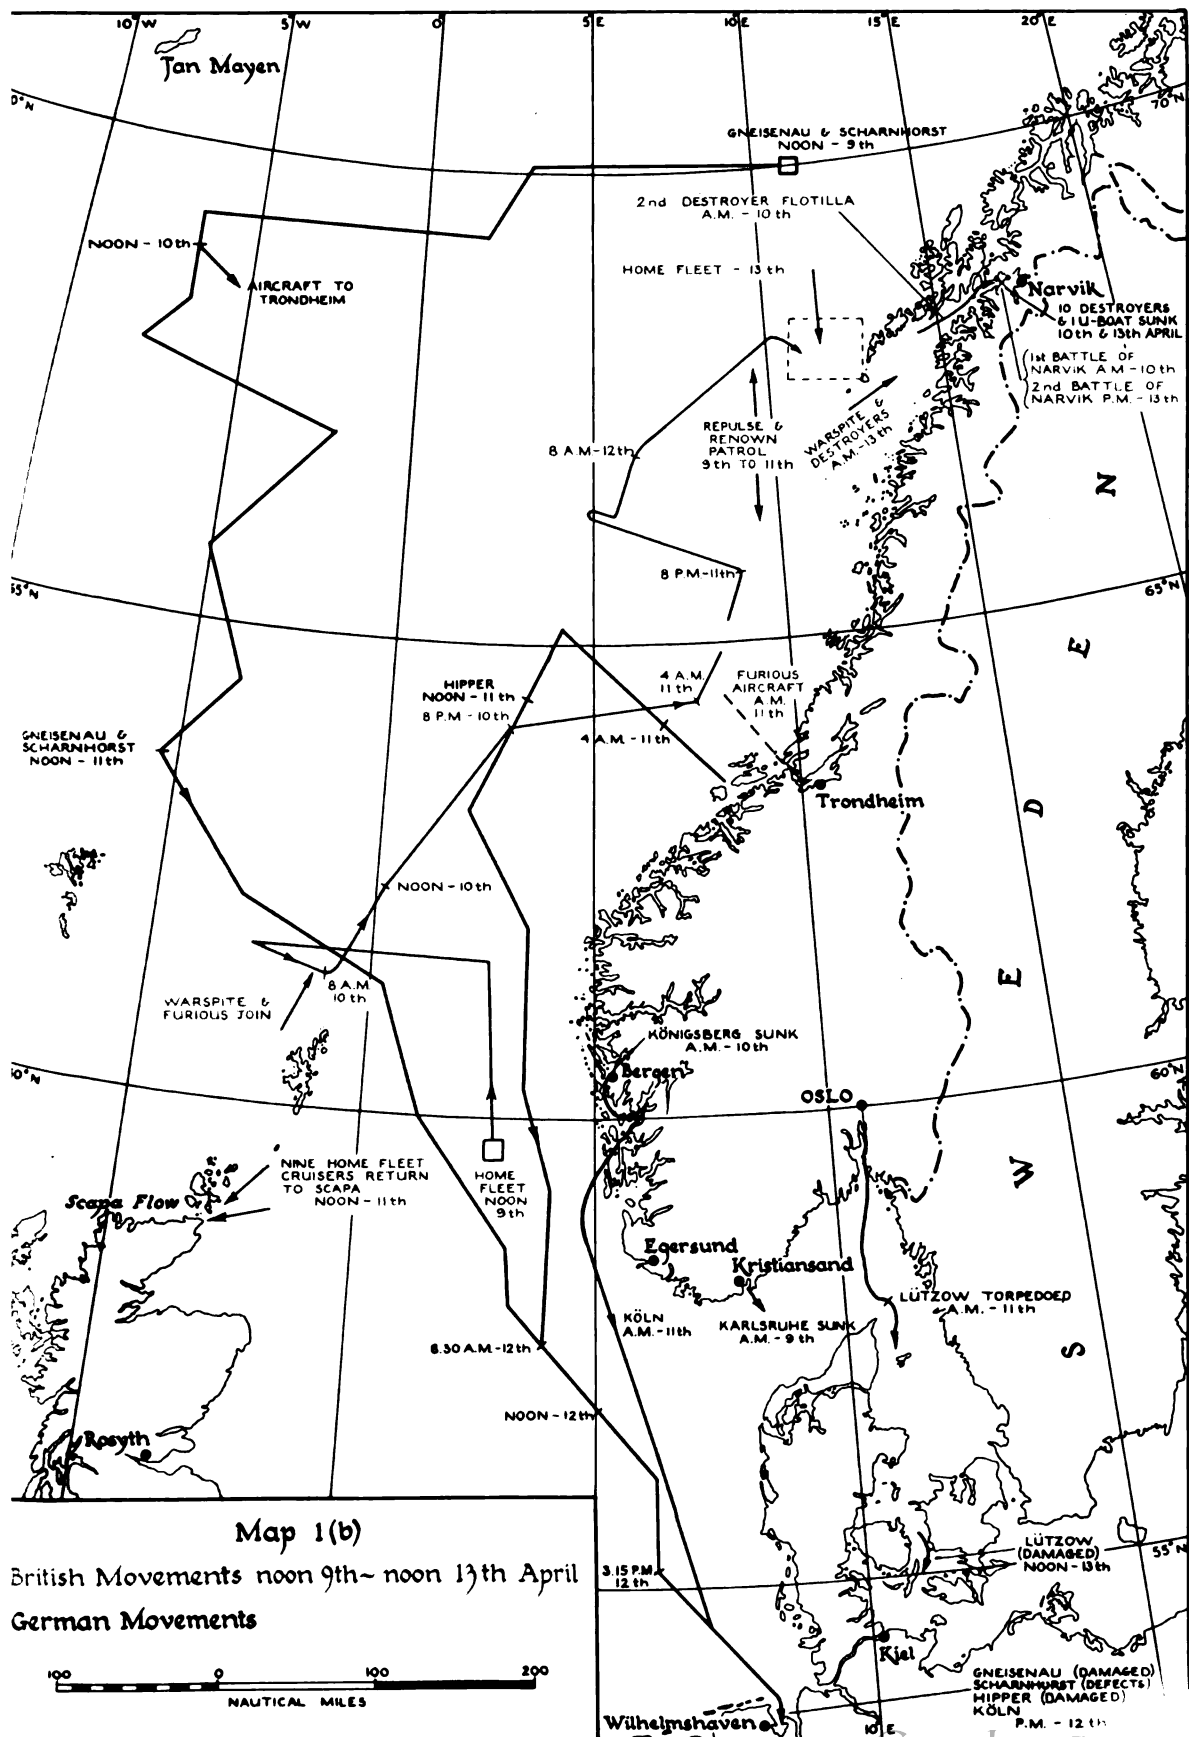 10°W
5°W
0°
5°E
10°E
15°E
20°E
Jan Mayen
0°N
70°N
GNEISENAU & SCHARNHORST
NOON - 9th
2nd DESTROYER FLOTILLA
A.M. - 10th
NOON - 10th
HOME FLEET - 13th
AIRCRAFT TO
TRONDHEIM
Narvik
10 DESTROYERS
& 1 U-BOAT SUNK
10th & 13th APRIL
1st BATTLE OF
NARVIK A.M - 10th
2nd BATTLE OF
NARVIK P.M. - 13th
REPULSE &
RENOWN
PATROL
9th TO 11th
WARSPITE &
DESTROYERS
A.M. - 13th
8 A.M - 12th
N
8 P.M - 11th
65°N
65°N
E
4 A.M.
11th
FURIOUS
AIRCRAFT
A.M.
11th
HIPPER
NOON - 11th
8 P.M - 10th
4 A.M. - 11th
GNEISENAU &
SCHARNHORST
NOON - 11th
Trondheim
D
NOON - 10th
E
8 A.M.
10th
WARSPITE &
FURIOUS JOIN
KÖNIGSBERG SUNK
A.M. - 10th
Bergen
60°N
60°N
OSLO
NINE HOME FLEET
CRUISERS RETURN
TO SCAPA
NOON - 11th
HOME
FLEET
NOON
9th
W
Scapa Flow
Egersund
Kristiansand
LÜTZOW TORPEDOED
A.M. - 11th
KÖLN
A.M. - 11th
KARLSRUHE SUNK
A.M. - 9th
S
8.30 A.M. - 12th
NOON - 12th
Rosyth
Map 1(b)
British Movements noon 9th ~ noon 13th April
German Movements
100 0 100 200
NAUTICAL MILES
LÜTZOW
(DAMAGED)
NOON - 13th
55°N
3.15 P.M.
12th
Kiel
GNEISENAU (DAMAGED)
SCHARNHORST (DEFECTS)
HIPPER (DAMAGED)
KÖLN
P.M. - 12th
Wilhelmshaven
10°E